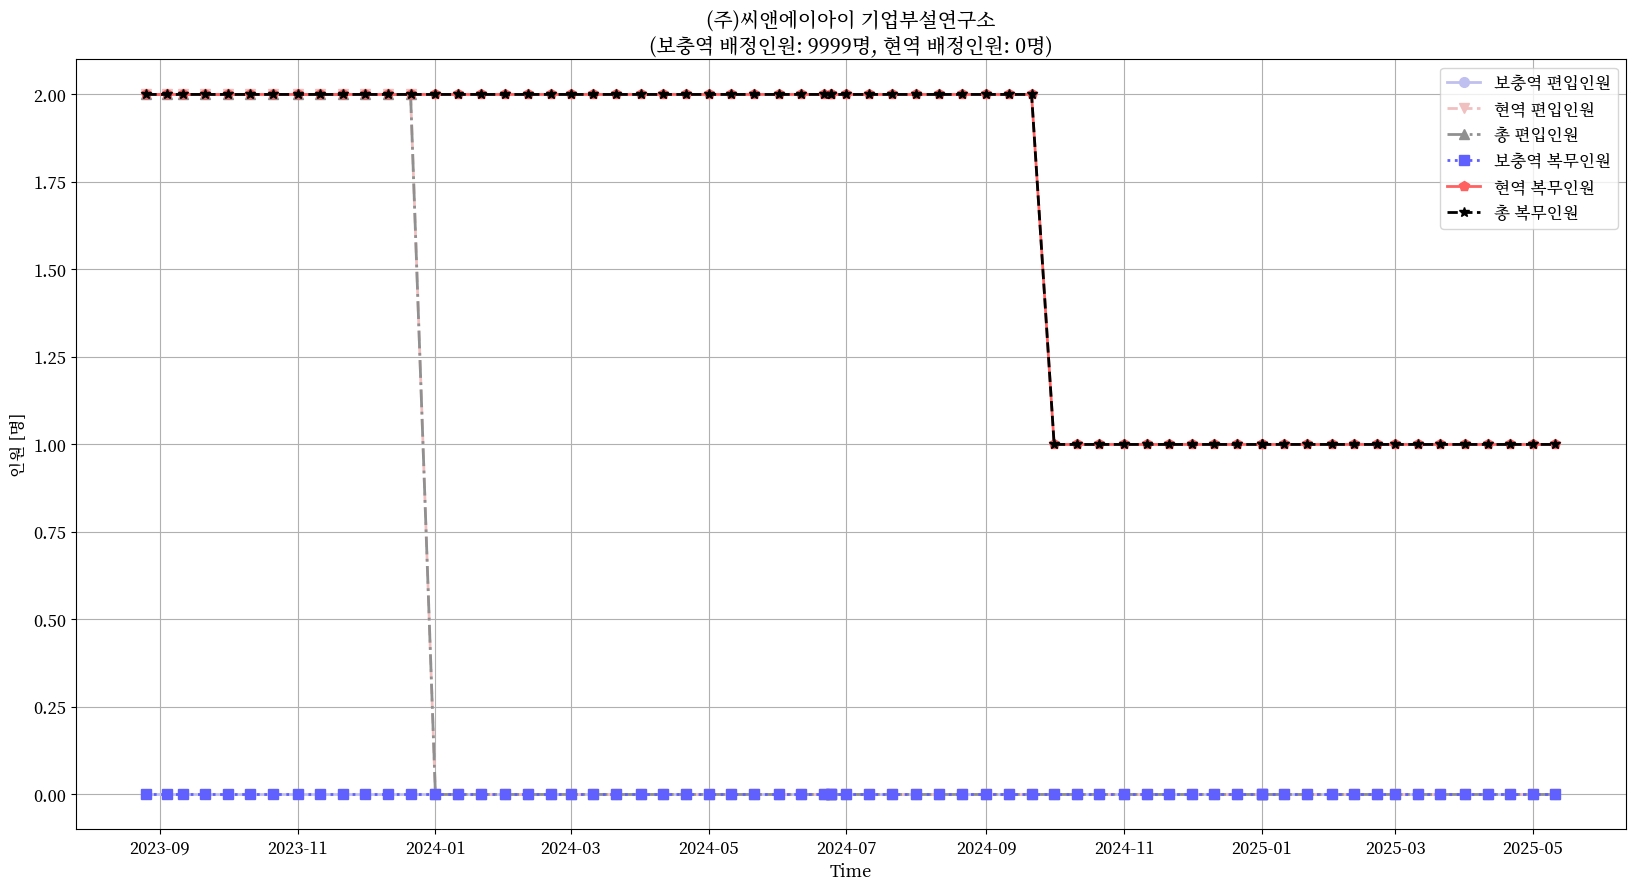 (주)씨앤에이아이 기업부설연구소
(보충역 배정인원: 9999명, 현역 배정인원: 0명)
보충역 편입인원
현역 편입인원
총 편입인원
보충역 복무인원
현역 복무인원
총 복무인원
인원 [명]
2.00
1.75
1.50
1.25
1.00
0.75
0.50
0.25
0.00
2023-09 2023-11 2024-01 2024-03 2024-05 2024-07 2024-09 2024-11 2025-01 2025-03 2025-05
Time